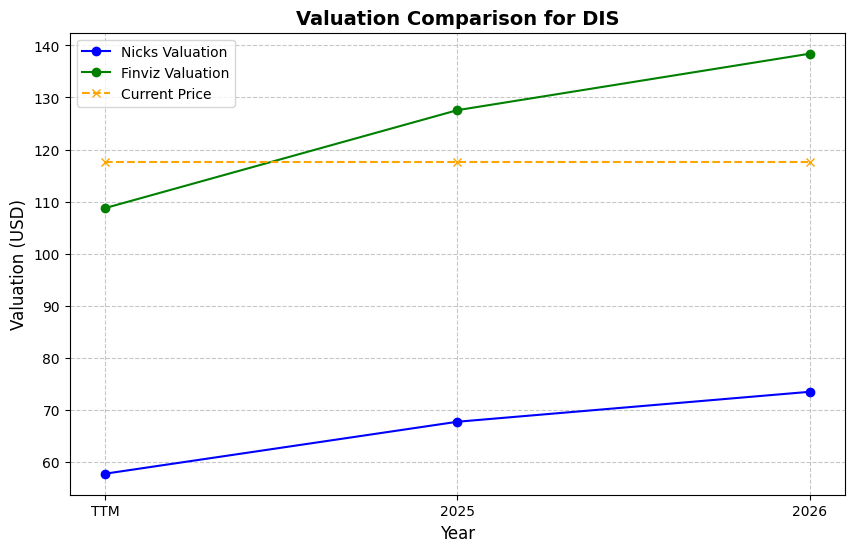 Valuation Comparison for DIS
Nicks Valuation
Finviz Valuation
Current Price
Valuation (USD)
140
130
120
110
100
90
80
70
60
TTM
2025
2026
Year